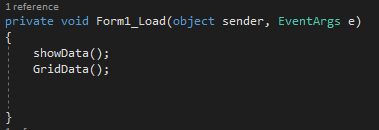 1 reference
private void Form1_Load(object sender, EventArgs e)
{
showData();
GridData();
}